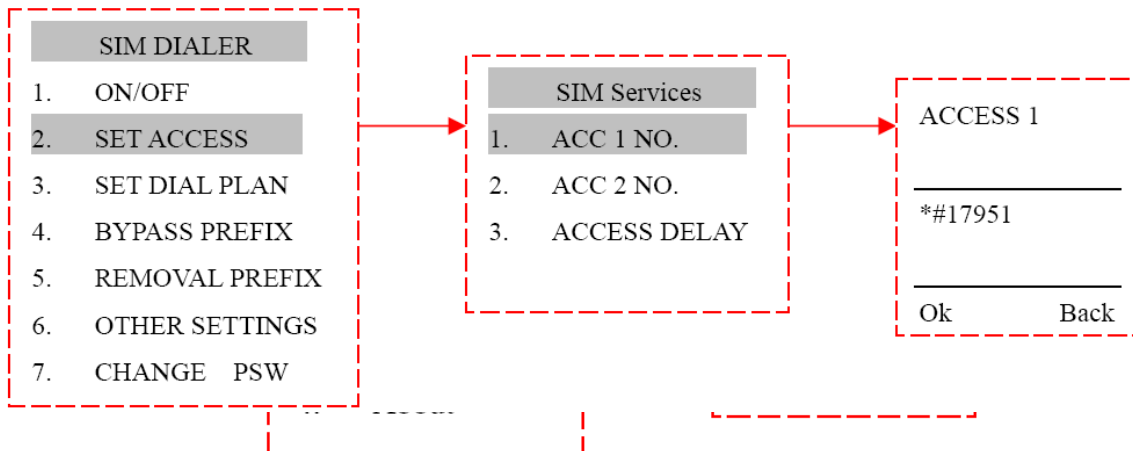 SIM DIALER
1. ON/OFF
2. SET ACCESS
3. SET DIAL PLAN
4. BYPASS PREFIX
5. REMOVAL PREFIX
6. OTHER SETTINGS
7. CHANGE PSW
SIM Services
1. ACC 1 NO.
2. ACC 2 NO.
3. ACCESS DELAY
ACCESS 1
*#17951
Ok Back